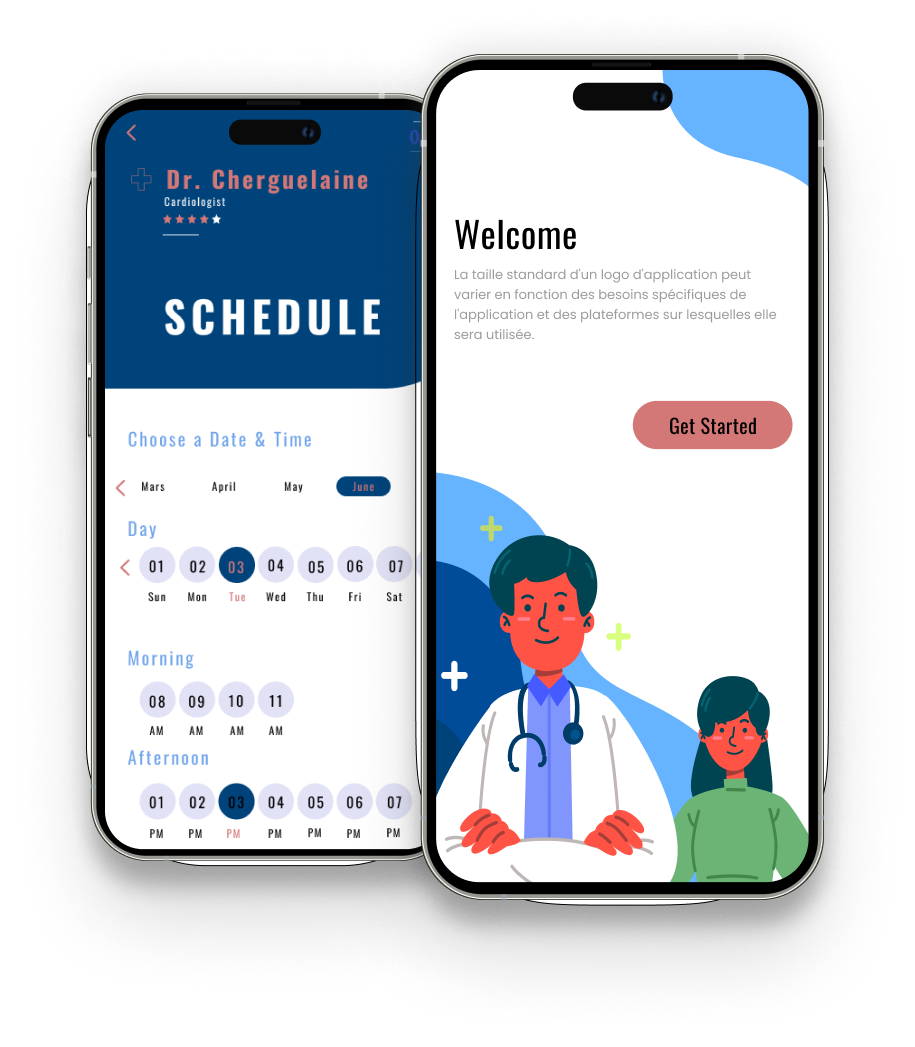 Dr. Cherguelaine
Cardiologist
SCHEDULE
Choose a Date & Time
Mars April May June
Day
01 02 03 04 05 06 07
Sun Mon Tue Wed Thu Fri Sat
Morning
08 09 10 11
AM AM AM AM
Afternoon
01 02 03 04 05 06 07
PM PM PM PM PM PM PM
Welcome
La taille standard d'un logo d'application peut
varier en fonction des besoins spécifiques de
l'application et des plateformes sur lesquelles elle
sera utilisée.
Get Started